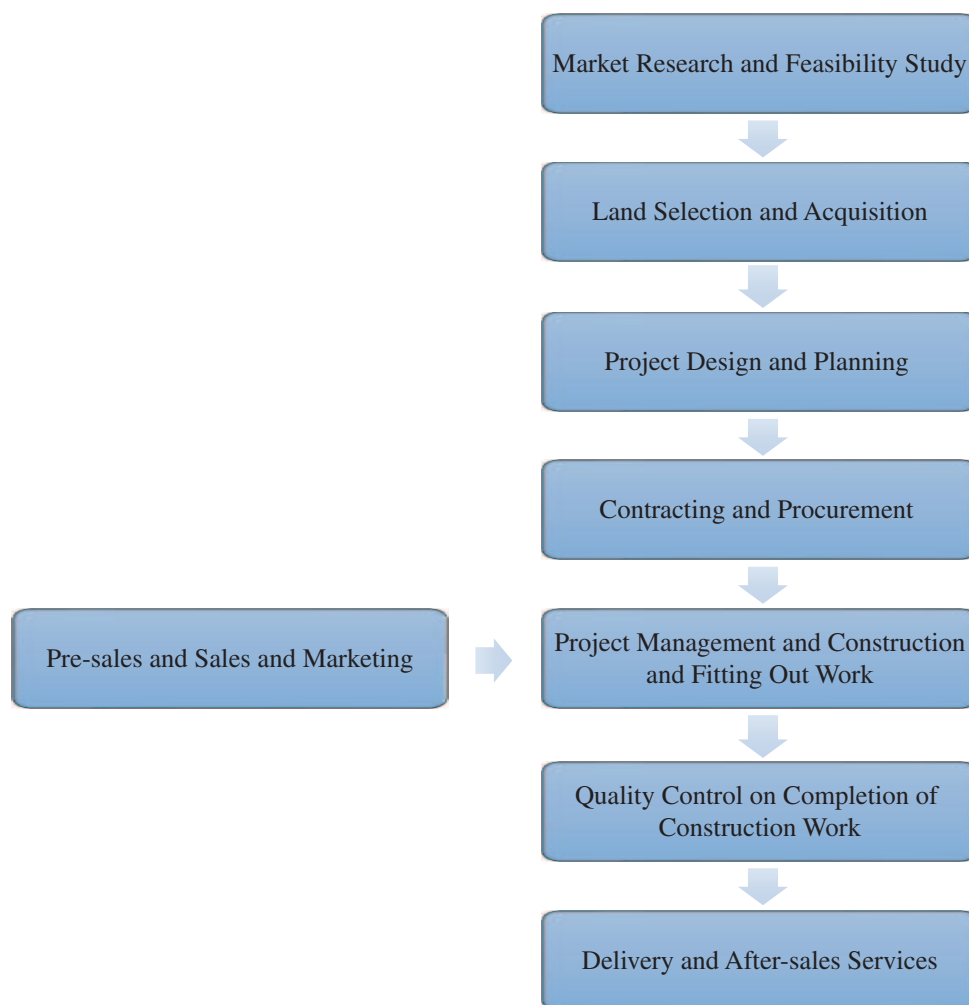 Market Research and Feasibility Study
Land Selection and Acquisition
Project Design and Planning
Contracting and Procurement
Pre-sales and Sales and Marketing
Project Management and Construction
and Fitting Out Work
Quality Control on Completion of
Construction Work
Delivery and After-sales Services